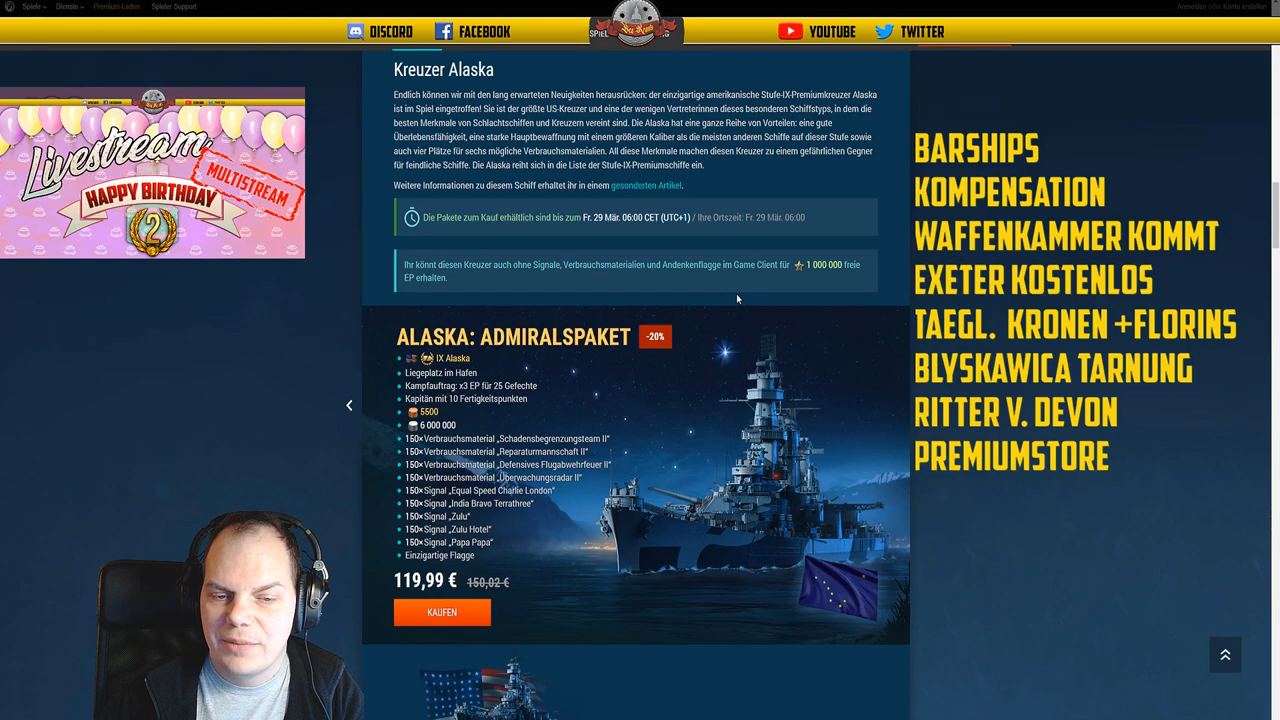 Spiele
Dienste
Premium-Laden
Spieler Support
Anmelden oder Konto erstellen
DISCORD
FACEBOOK
YOUTUBE
TWITTER
Kreuzer Alaska
Endlich können wir mit den lang erwarteten Neuigkeiten herausrücken: der einzigartige amerikanische Stufe-IX-Premiumkreuzer Alaska
ist im Spiel eingetroffen! Sie ist der größte US-Kreuzer und eine der wenigen Vertreterinnen dieses besonderen Schiffstyps, in dem die
besten Merkmale von Schlachtschiffen und Kreuzern vereint sind. Die Alaska hat eine ganze Reihe von Vorteilen: eine gute
Überlebensfähigkeit, eine starke Hauptbewaffnung mit einem größeren Kaliber als die meisten anderen Schiffe auf dieser Stufe sowie
auch vier Plätze für sechs mögliche Verbrauchsmaterialien. All diese Merkmale machen diesen Kreuzer zu einem gefährlichen Gegner
für feindliche Schiffe. Die Alaska reiht sich in die Liste der Stufe-IX-Premiumschiffe ein.
Weitere Informationen zu diesem Schiff erhaltet ihr in einem gesonderten Artikel.
Die Pakete zum Kauf erhältlich sind bis zum Fr. 29 Mär. 06:00 CET (UTC+1) / Ihre Ortszeit: Fr. 29 Mär. 06:00
Ihr könnt diesen Kreuzer auch ohne Signale, Verbrauchsmaterialien und Andenkenflagge im Game Client für 1 000 000 freie
EP erhalten.
ALASKA: ADMIRALSPAKET -20%
IX Alaska
Liegeplatz im Hafen
Kampfauftrag: x3 EP für 25 Gefechte
Kapitän mit 10 Fertigkeitspunkten
5500
6 000 000
150× Verbrauchsmaterial „Schadensbegrenzungsteam II"
150× Verbrauchsmaterial „Reparaturmannschaft II"
150× Verbrauchsmaterial „Defensives Flugabwehrfeuer II"
150× Verbrauchsmaterial „Überwachungsradar II"
150× Signal „Equal Speed Charlie London"
150× Signal „India Bravo Terrathree"
150× Signal „Zulu"
150× Signal „Zulu Hotel"
150× Signal „Papa Papa"
Einzigartige Flagge
119,99 € 150,02 €
KAUFEN
Livestream
MULTISTREAM
HAPPY BIRTHDAY
2
BARSHIPS
KOMPENSATION
WAFFENKAMMER KOMMT
EXETER KOSTENLOS
TAEGL. KRONEN +FLORINS
BLYSKAWICA TARNUNG
RITTER V. DEVON
PREMIUMSTORE